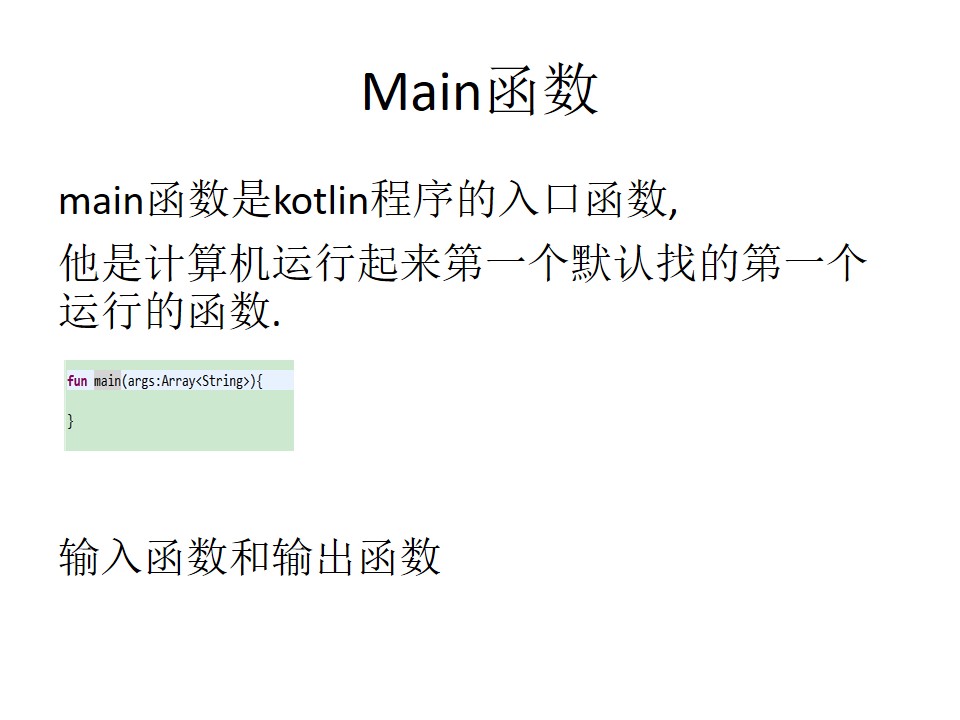 Main函数
main函数是kotlin程序的入口函数,
他是计算机运行起来第一个默认找的第一个
运行的函数.
fun main(args:Array<String>){
}
输入函数和输出函数